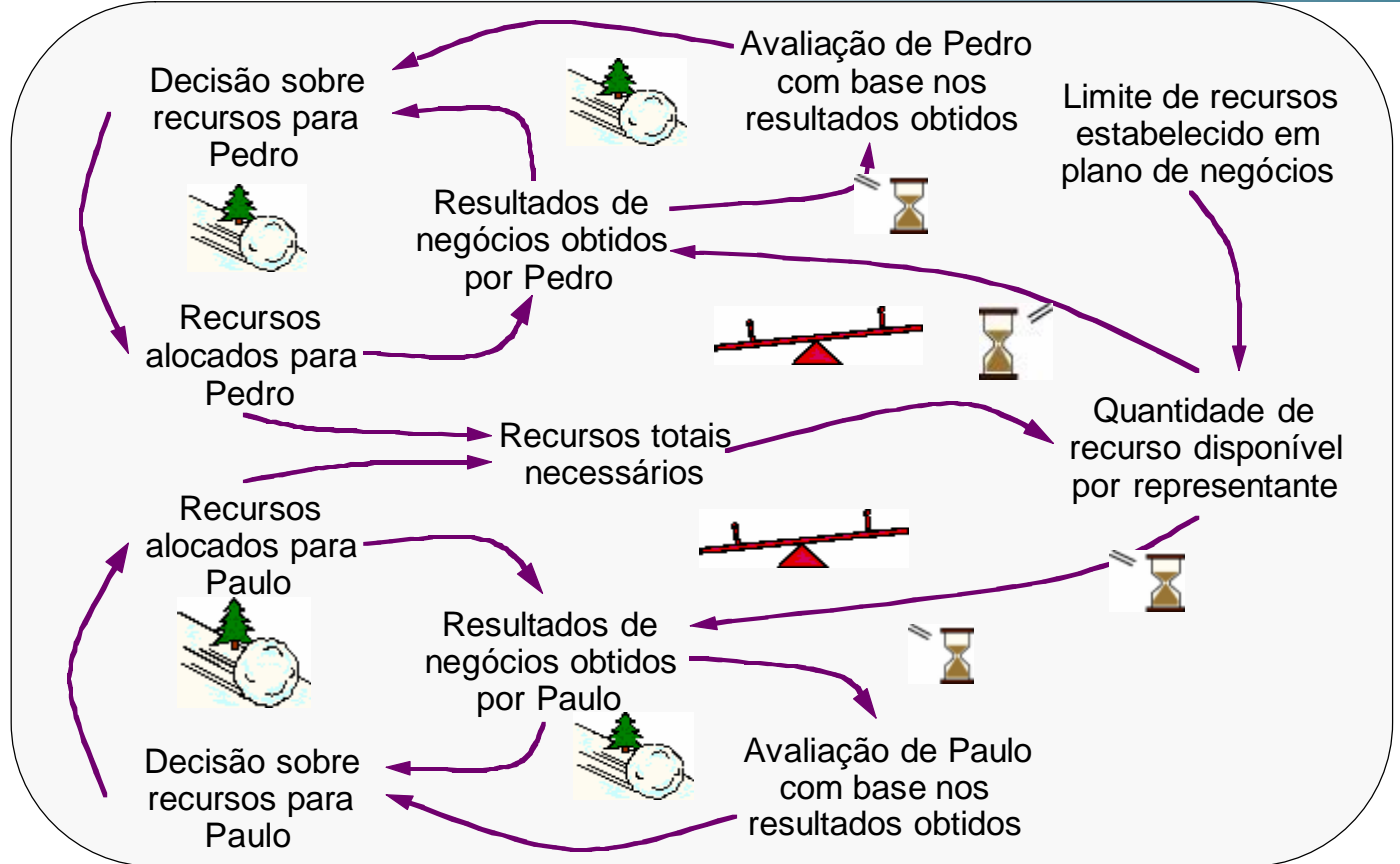 Avaliação de Pedro
com base nos
resultados obtidos
Decisão sobre
recursos para
Pedro
Limite de recursos
estabelecido em
plano de negócios
Resultados de
negócios obtidos
por Pedro
Recursos
alocados para
Pedro
Recursos totais
necessários
Quantidade de
recurso disponível
por representante
Recursos
alocados para
Paulo
Resultados de
negócios obtidos
por Paulo
Decisão sobre
recursos para
Paulo
Avaliação de Paulo
com base nos
resultados obtidos